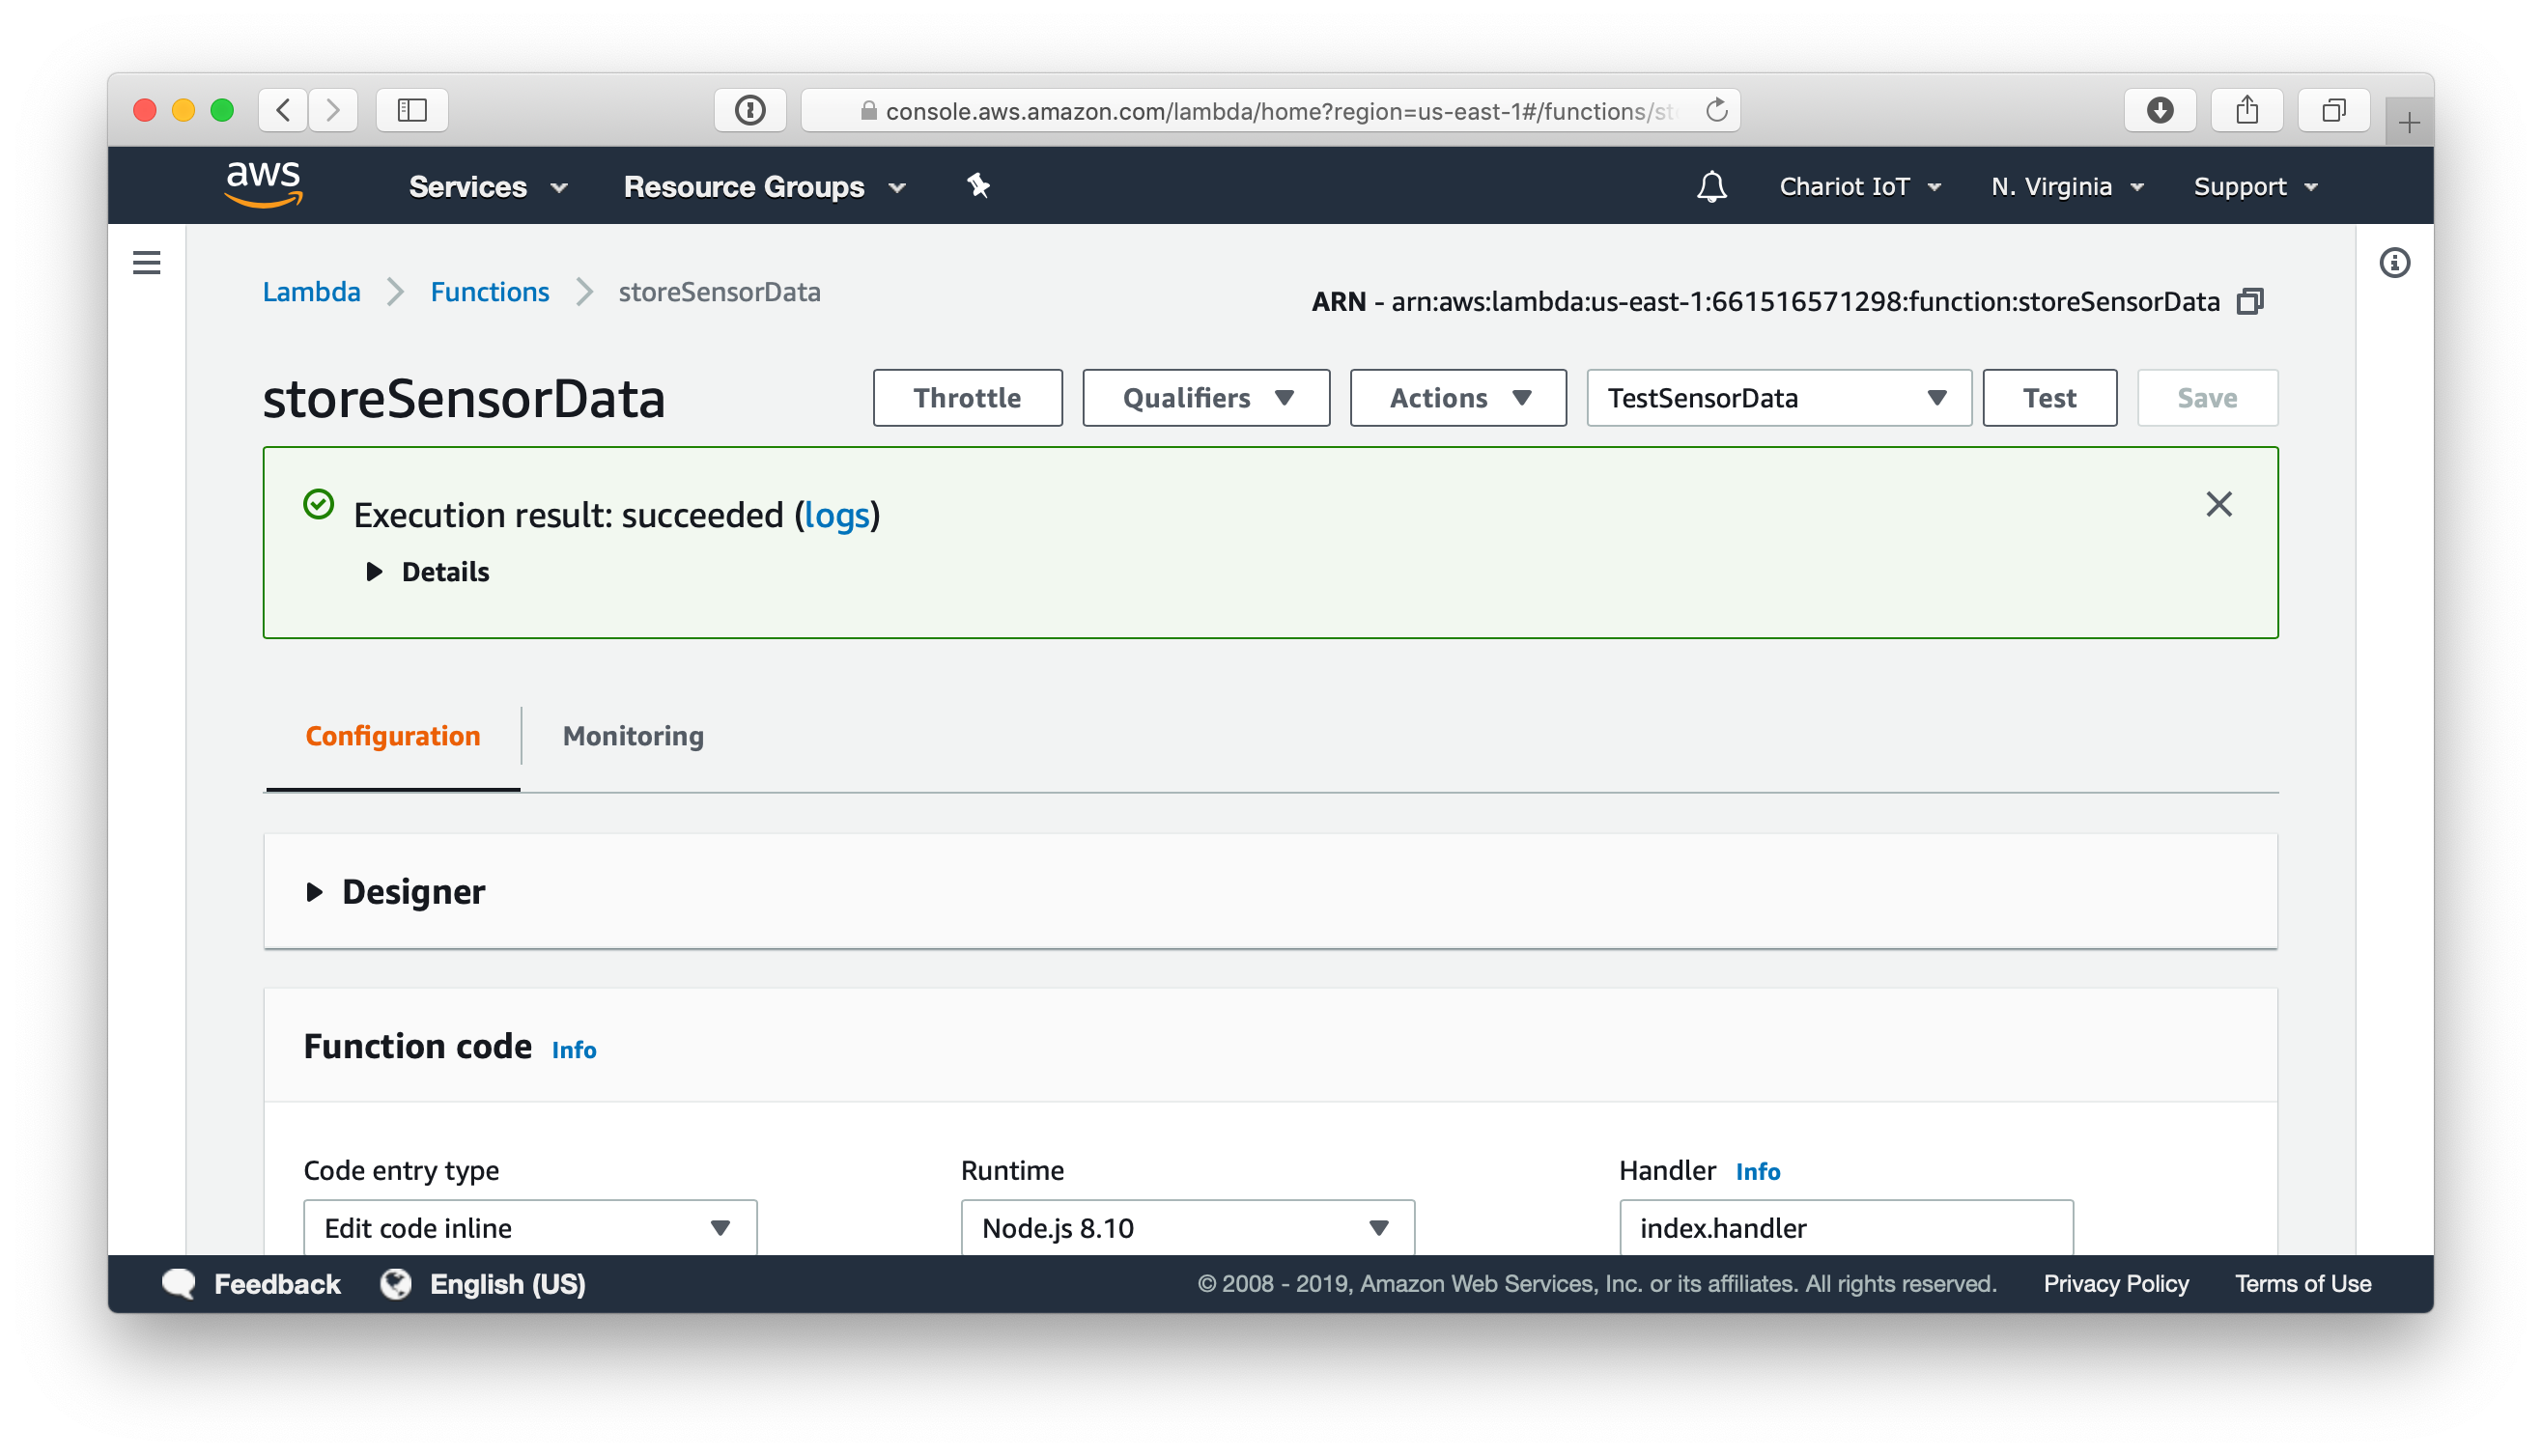 console.aws.amazon.com/lambda/home?region=us-east-1#/functions/st
aws
Services
Resource Groups
Chariot IoT
N. Virginia
Support
Lambda
Functions
storeSensorData
ARN - arn:aws:lambda:us-east-1:661516571298:function:storeSensorData
storeSensorData
Throttle
Qualifiers
Actions
TestSensorData
Test
Save
Execution result: succeeded (logs)
Details
Configuration
Monitoring
Designer
Function code Info
Code entry type
Runtime
Handler Info
Edit code inline
Node.js 8.10
index.handler
Feedback
English (US)
© 2008 - 2019, Amazon Web Services, Inc. or its affiliates. All rights reserved.
Privacy Policy
Terms of Use